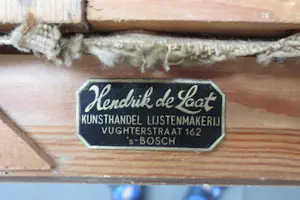 Hendrik de Laat
KUNSTHANDEL LIJSTENMAKERIJ
VUGHTERSTRAAT 162
's-BOSCH